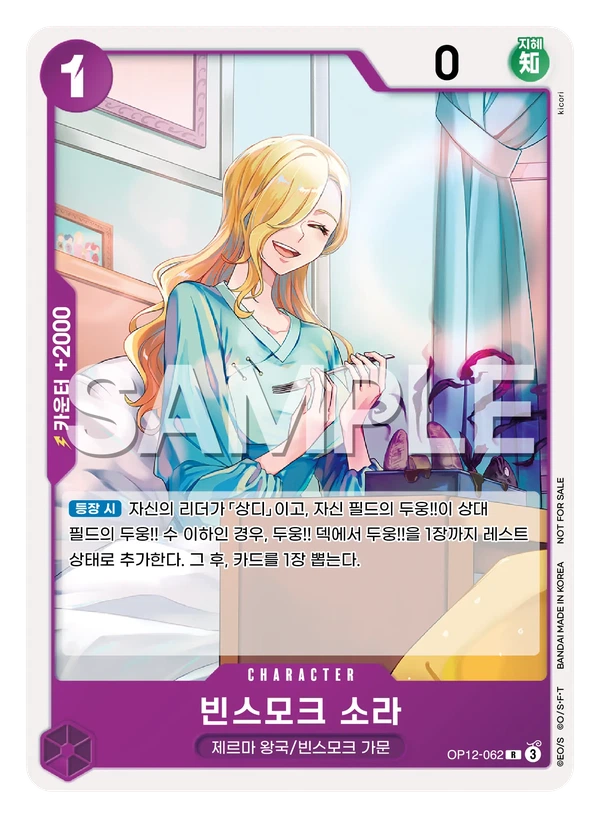 1
0
지혜
知
kicori
⚡카운터 +2000
SAMPLE
등장 시 자신의 리더가 「상디」이고, 자신 필드의 두웅!!이 상대
필드의 두웅!! 수 이하인 경우, 두웅!! 덱에서 두웅!!을 1장까지 레스트
상태로 추가한다. 그 후, 카드를 1장 뽑는다.
CHARACTER
빈스모크 소라
제르마 왕국/빈스모크 가문
OP12-062 R 3
©EO/S ©O/S·F·T BANDAI MADE IN KOREA NOT FOR SALE